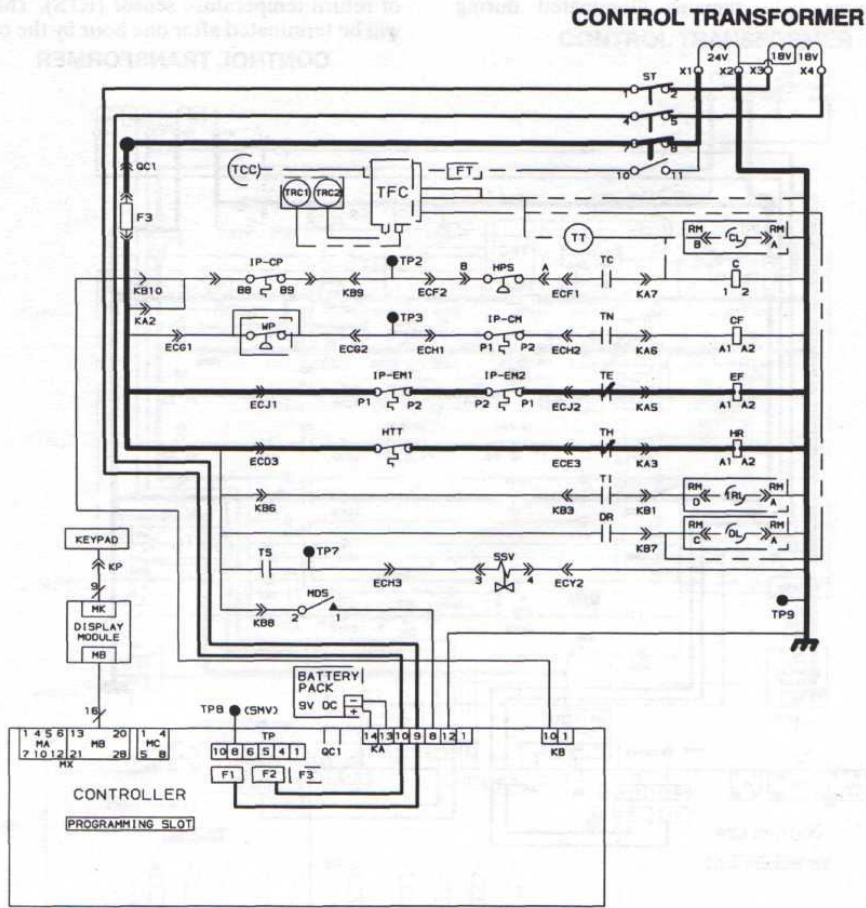 CONTROL TRANSFORMER
24V 18V 18V
X1 X2 X3 X4
ST
1 2
4 5
7 8
10 11
QC1
F3
TCC
TRC1 TRC2
TFC
FT
TT
RM RM
B CL A
IP-CP
TP2
B HPS A
TC
C
KB10
B8 B9
KB9
ECF2
ECF1
KA7
1 2
KA2
WP
TP3
IP-CM
TN
CF
ECG1
ECG2
ECH1
P1 P2
ECH2
KA6
A1 A2
IP-EM1
IP-EM2
TE
EF
ECJ1
P1 P2
P2 P1
ECJ2
KA5
A1 A2
HTT
TH
HR
ECD3
ECE3
KA3
A1 A2
TI
RM RM
D IRL A
KB6
KB3
KB1
DR
RM RM
C DL A
KB7
KEYPAD
KP
TS
TP7
ECH3
SSV
3 4
ECY2
9
MK
DISPLAY
MODULE
MB
MDS
KB8
2 1
TP9
BATTERY
PACK
9V DC
- +
16
TP8 (SMV)
1 4 5 6 13 20
MA MB
7 10 12 21 28
MX
1 4
MC
5 8
TP
10 8 6 5 4 1
QC1
14 13 10 9 8 12 1
KA
10 1
KB
F1 F2 F3
CONTROLLER
PROGRAMMING SLOT